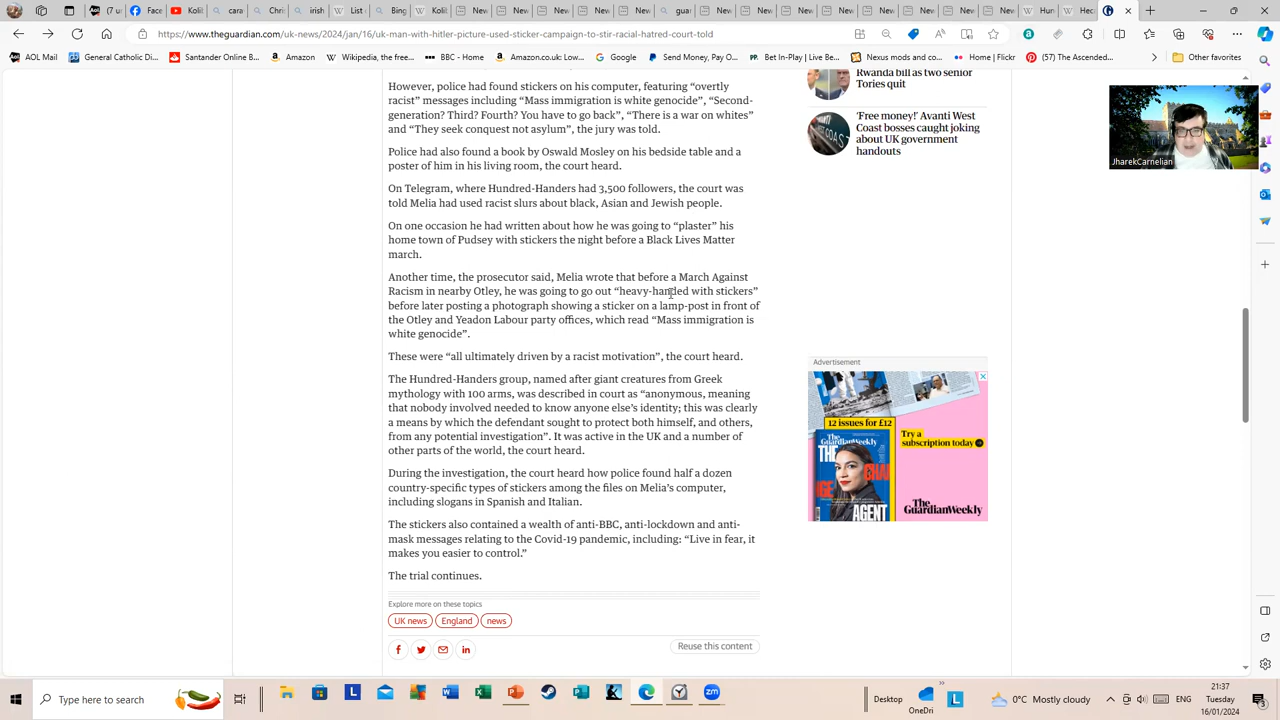 7 un
Face
You
Chri
Chr
irish
Int
Kingd
War
Who
guar
Hun
Hecz
https://www.theguardian.com/uk-news/2024/jan/16/uk-man-with-hitler-picture-used-sticker-campaign-to-stir-racial-hatred-court-told
AOL Mail
General Catholic Di...
Santander Online B...
Amazon
Wikipedia, the free...
BBC - Home
Amazon.co.uk: Low...
Google
Send Money, Pay O...
Bet In-Play | Live Be...
Nexus mods and co...
Home | Flickr
(57) The Ascended...
Other favorites
However, police had found stickers on his computer, featuring “overtly
racist” messages including “Mass immigration is white genocide”, “Second-
generation? Third? Fourth? You have to go back”, “There is a war on whites”
and “They seek conquest not asylum”, the jury was told.
Police had also found a book by Oswald Mosley on his bedside table and a
poster of him in his living room, the court heard.
On Telegram, where Hundred-Handers had 3,500 followers, the court was
told Melia had used racist slurs about black, Asian and Jewish people.
On one occasion he had written about how he was going to “plaster” his
home town of Pudsey with stickers the night before a Black Lives Matter
march.
Another time, the prosecutor said, Melia wrote that before a March Against
Racism in nearby Otley, he was going to go out “heavy-handed with stickers”
before later posting a photograph showing a sticker on a lamp-post in front of
the Otley and Yeadon Labour party offices, which read “Mass immigration is
white genocide”.
These were “all ultimately driven by a racist motivation”, the court heard.
The Hundred-Handers group, named after giant creatures from Greek
mythology with 100 arms, was described in court as “anonymous, meaning
that nobody involved needed to know anyone else’s identity; this was clearly
a means by which the defendant sought to protect both himself, and others,
from any potential investigation”. It was active in the UK and a number of
other parts of the world, the court heard.
During the investigation, the court heard how police found half a dozen
country-specific types of stickers among the files on Melia’s computer,
including slogans in Spanish and Italian.
The stickers also contained a wealth of anti-BBC, anti-lockdown and anti-
mask messages relating to the Covid-19 pandemic, including: “Live in fear, it
makes you easier to control.”
The trial continues.
Explore more on these topics
UK news
England
news
Reuse this content
Rwanda bill as two senior
Tories quit
‘Free money!’ Avanti West
Coast bosses caught joking
about UK government
handouts
JharekCarnelian
Advertisement
12 issues for £12
TheGuardianWeekly
THE
AGENT
Try a
subscription today
The
GuardianWeekly
Type here to search
Desktop
OneDri
0°C Cloudy
ENG
21:37
Tuesday
16/01/2024